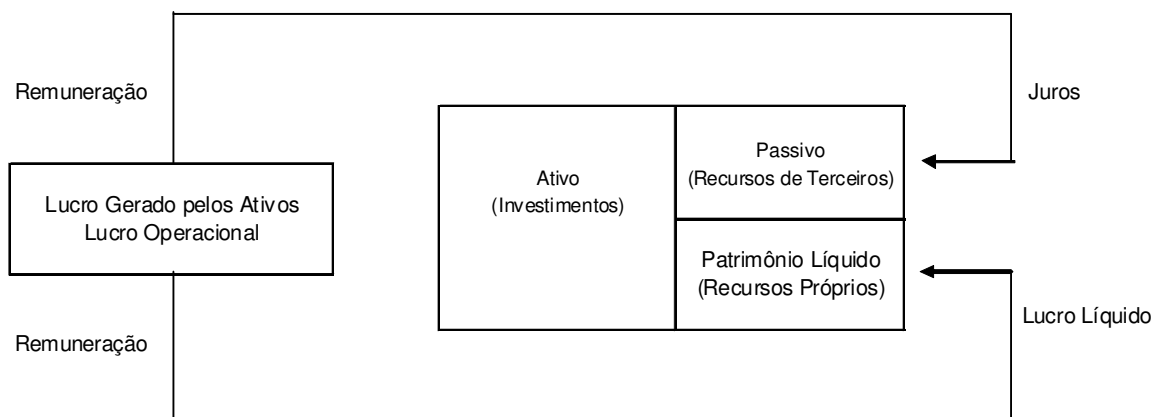 Remuneração
Juros
Lucro Gerado pelos Ativos
Lucro Operacional
Ativo
(Investimentos)
Passivo
(Recursos de Terceiros)
Patrimônio Líquido
(Recursos Próprios)
Remuneração
Lucro Líquido